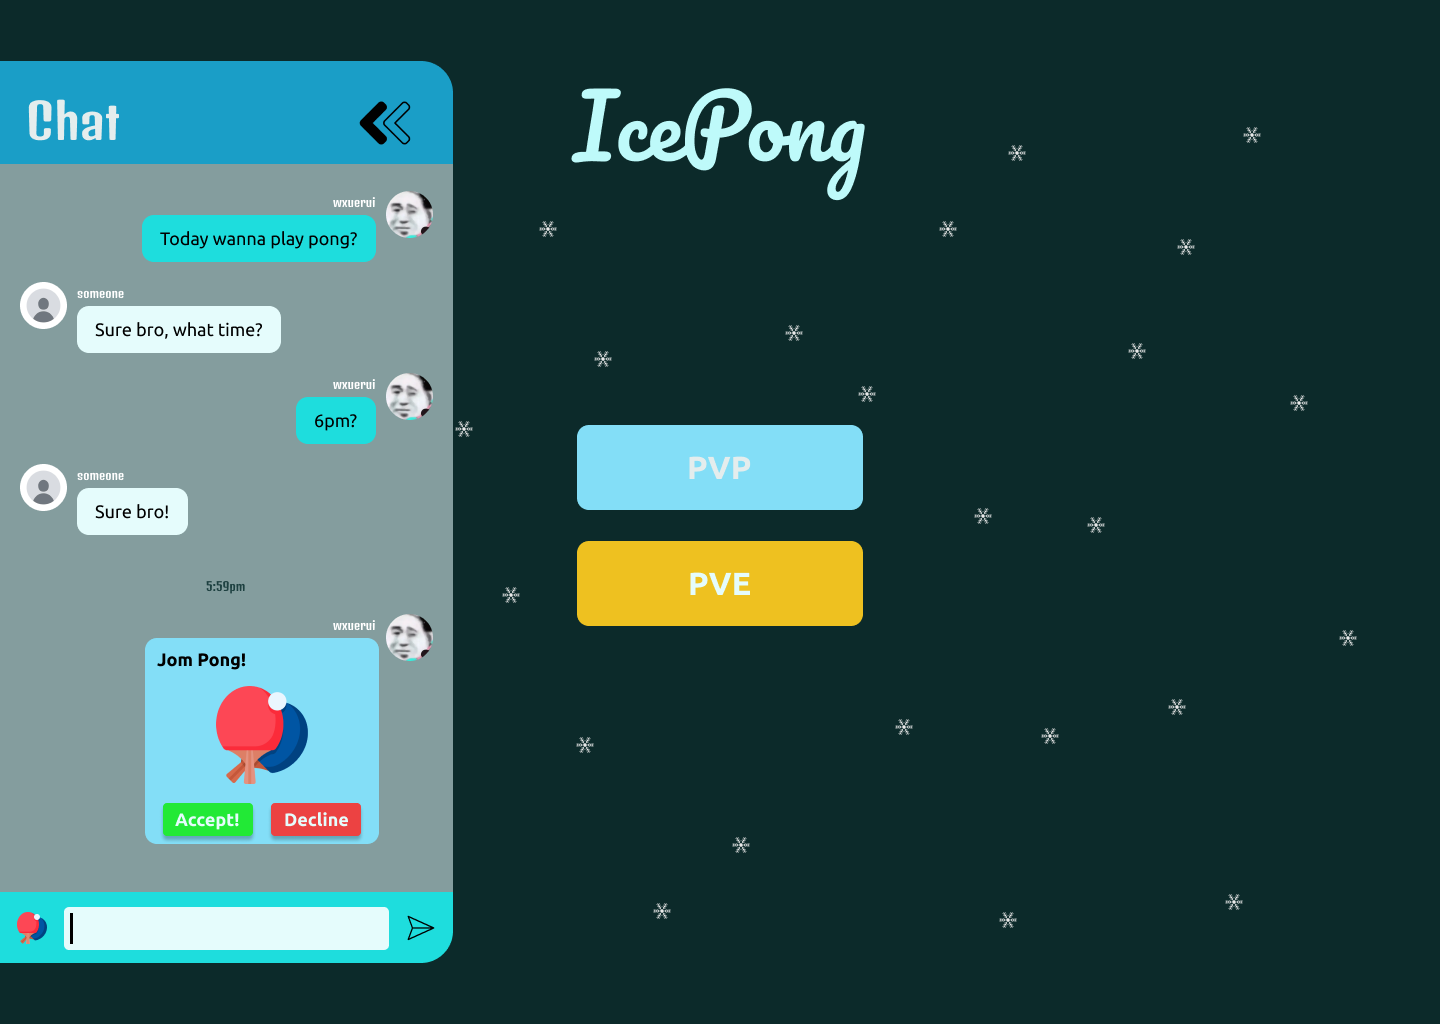 Chat
wxuerui
Today wanna play pong?
someone
Sure bro, what time?
wxuerui
6pm?
someone
Sure bro!
5:59pm
wxuerui
Jom Pong!
Accept!
Decline
IcePong
PVP
PVE